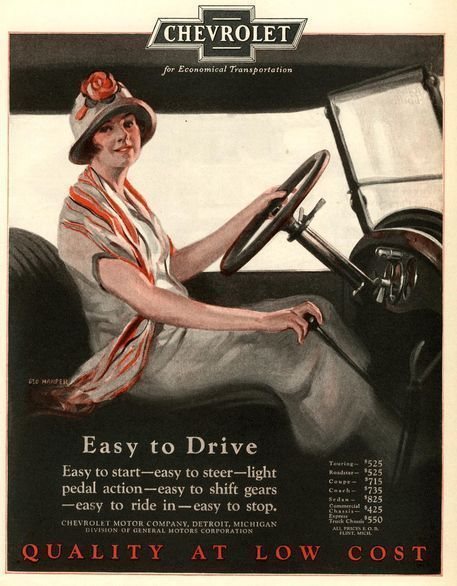 CHEVROLET
for Economical Transportation
GEO HARPER
Easy to Drive
Easy to start—easy to steer—light
pedal action—easy to shift gears
—easy to ride in—easy to stop.
CHEVROLET MOTOR COMPANY, DETROIT, MICHIGAN
DIVISION OF GENERAL MOTORS CORPORATION
Touring— $525
Roadster— $525
Coupe— $715
Coach— $735
Sedan— $825
Commercial
Chassis— $425
Express
Truck Chassis $550
ALL PRICES F. O. B.
FLINT, MICH.
QUALITY AT LOW COST